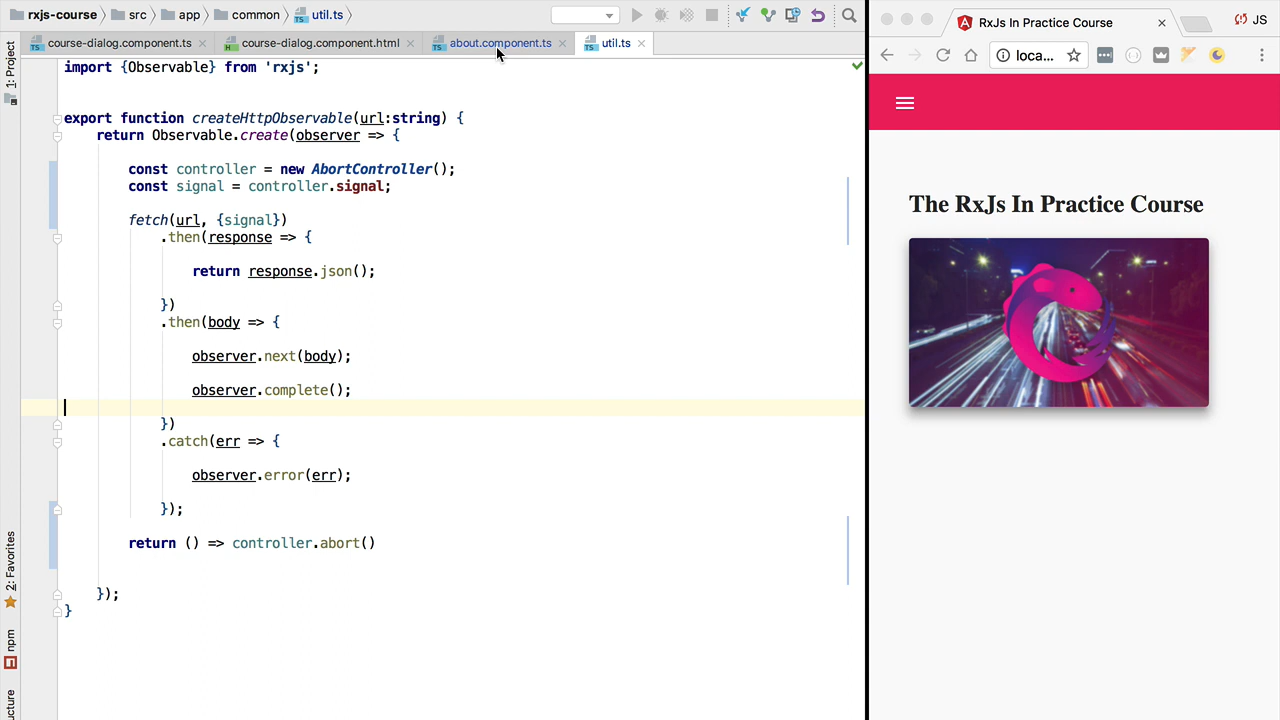 rxjs-course src app common util.ts
course-dialog.component.ts course-dialog.component.html about.component.ts util.ts
import {Observable} from 'rxjs';
export function createHttpObservable(url:string) {
return Observable.create(observer => {
const controller = new AbortController();
const signal = controller.signal;
fetch(url, {signal})
.then(response => {
return response.json();
})
.then(body => {
observer.next(body);
observer.complete();
})
.catch(err => {
observer.error(err);
});
return () => controller.abort()
});
}
1: Project
2: Favorites
npm
ucture
RxJs In Practice Course
JS
loca...
The RxJs In Practice Course